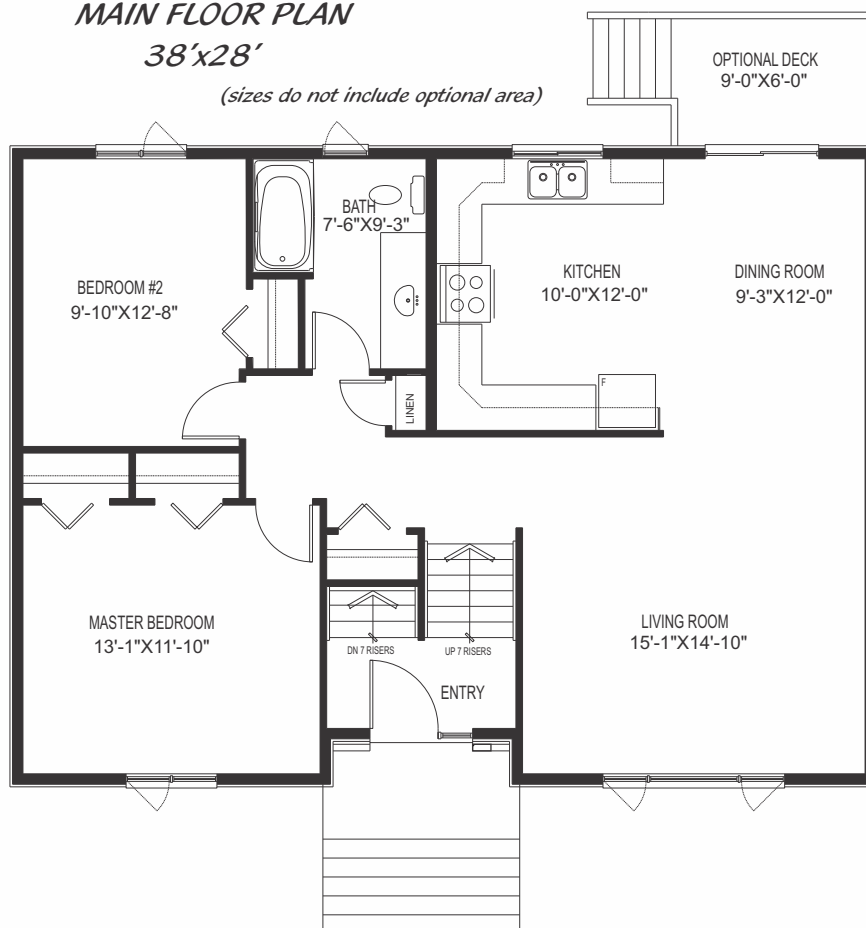 MAIN FLOOR PLAN
38'x28'
(sizes do not include optional area)
OPTIONAL DECK
9'-0"X6'-0"
BATH
7'-6"X9'-3"
BEDROOM #2
9'-10"X12'-8"
KITCHEN
10'-0"X12'-0"
DINING ROOM
9'-3"X12'-0"
F
LINEN
MASTER BEDROOM
13'-1"X11'-10"
LIVING ROOM
15'-1"X14'-10"
DN 7 RISERS
UP 7 RISERS
ENTRY